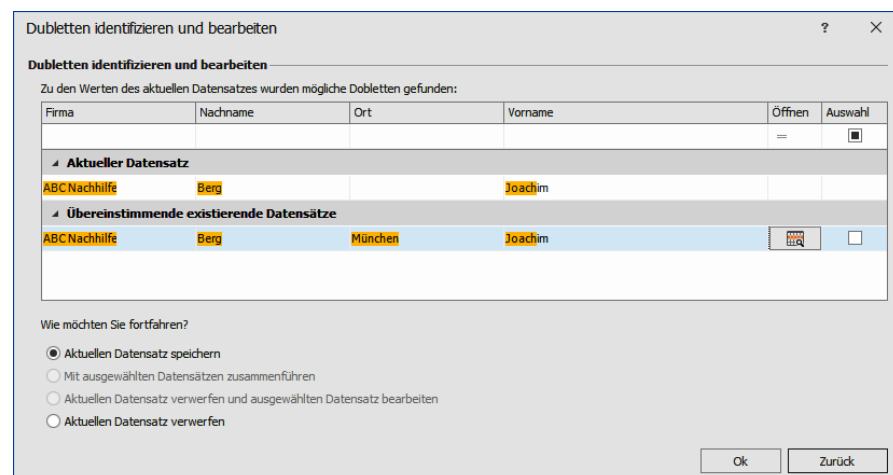 Dubletten identifizieren und bearbeiten ?
Dubletten identifizieren und bearbeiten
Zu den Werten des aktuellen Datensatzes wurden mögliche Dobletten gefunden:
Firma Nachname Ort Vorname Öffnen Auswahl
=
Aktueller Datensatz
ABC Nachhilfe Berg Joachim
Übereinstimmende existierende Datensätze
ABC Nachhilfe Berg München Joachim
Wie möchten Sie fortfahren?
Aktuellen Datensatz speichern
Mit ausgewählten Datensätzen zusammenführen
Aktuellen Datensatz verwerfen und ausgewählten Datensatz bearbeiten
Aktuellen Datensatz verwerfen
Ok Zurück